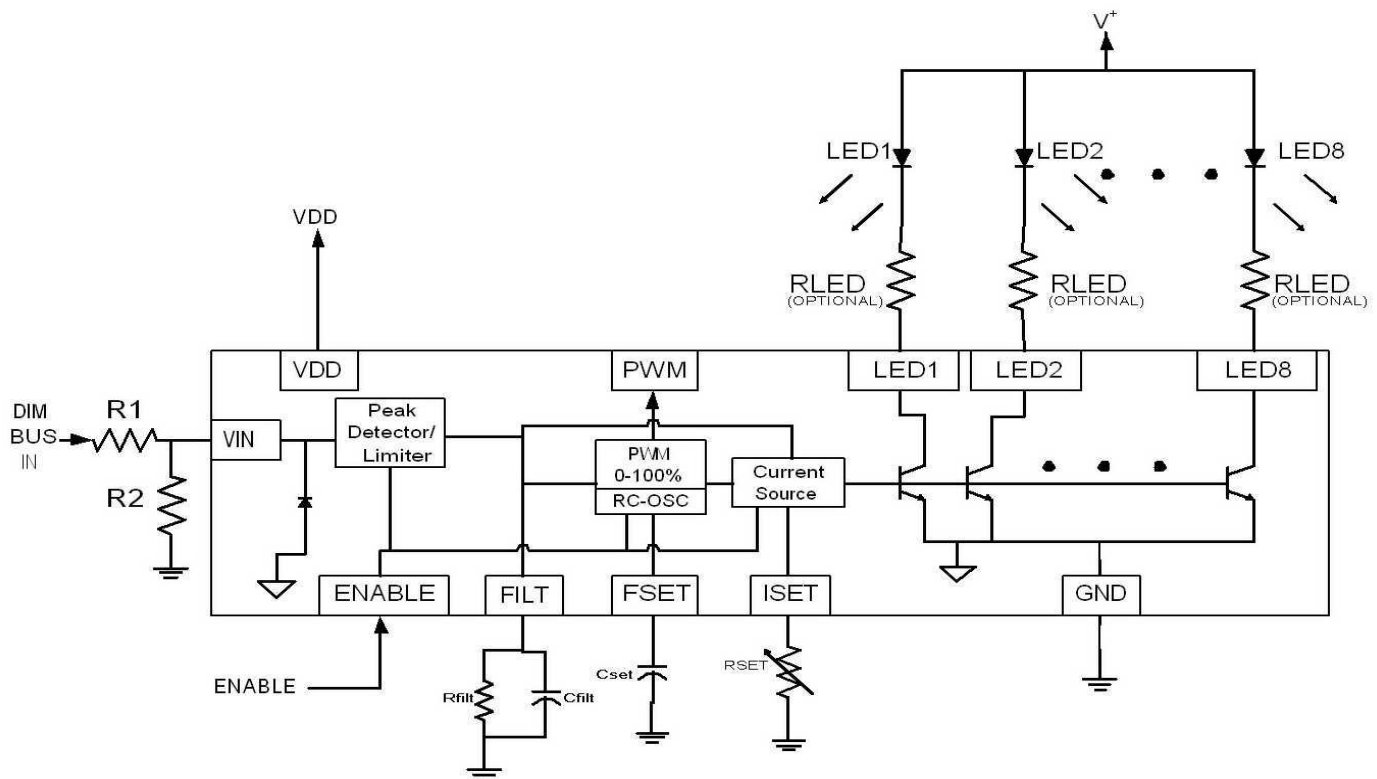 V+
LED1
LED2
LED8
VDD
RLED
(OPTIONAL)
RLED
(OPTIONAL)
RLED
(OPTIONAL)
VDD
PWM
LED1
LED2
LED8
DIM
BUS
IN
R1
R2
VIN
Peak
Detector/
Limiter
PWM
0-100%
RC-OSC
Current
Source
ENABLE
FILT
FSET
ISET
GND
ENABLE
Rfilt
Cfilt
Cset
RSET